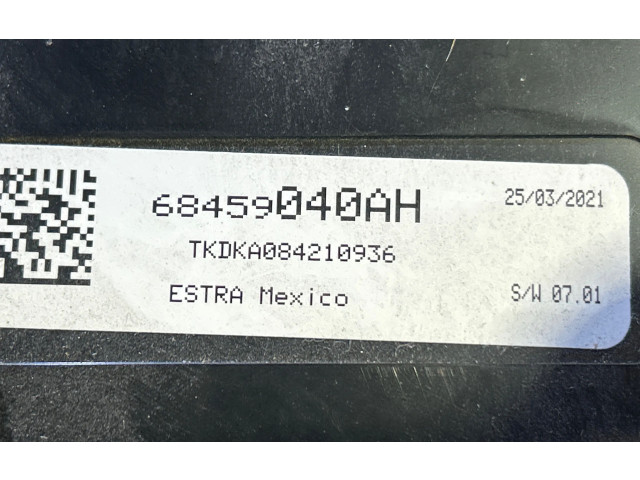 68459040AH 25/03/2021
TKDKA084210936
ESTRA Mexico S/W 07.01